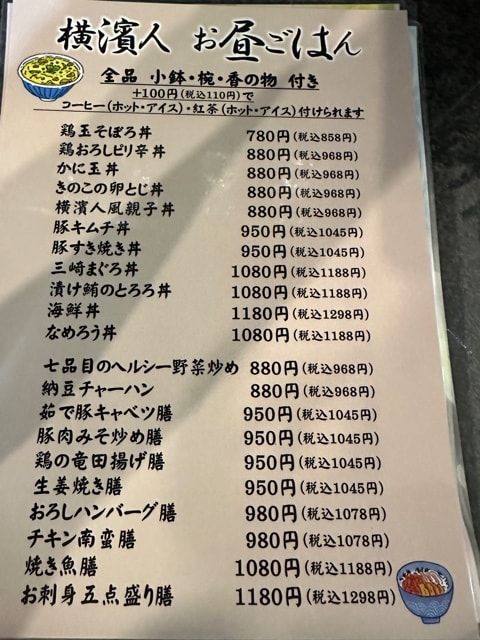 横濱人 お昼ごはん
全品 小鉢・椀・香の物 付き
+100円(税込110円)で
コーヒー(ホット・アイス)・紅茶(ホット・アイス)付けられます
鶏玉そぼろ丼 780円(税込858円)
鶏おろしピリ辛丼 880円(税込968円)
かに玉丼 880円(税込968円)
きのこの卵とじ丼 880円(税込968円)
横濱人風親子丼 880円(税込968円)
豚キムチ丼 950円(税込1045円)
豚すき焼き丼 950円(税込1045円)
三崎まぐろ丼 1080円(税込1188円)
漬け鮪のとろろ丼 1080円(税込1188円)
海鮮丼 1180円(税込1298円)
なめろう丼 1080円(税込1188円)
七品目のヘルシー野菜炒め 880円(税込968円)
納豆チャーハン 880円(税込968円)
茹で豚キャベツ膳 950円(税込1045円)
豚肉みそ炒め膳 950円(税込1045円)
鶏の竜田揚げ膳 950円(税込1045円)
生姜焼き膳 950円(税込1045円)
おろしハンバーグ膳 980円(税込1078円)
チキン南蛮膳 980円(税込1078円)
焼き魚膳 1080円(税込1188円)
お刺身五点盛り膳 1180円(税込1298円)